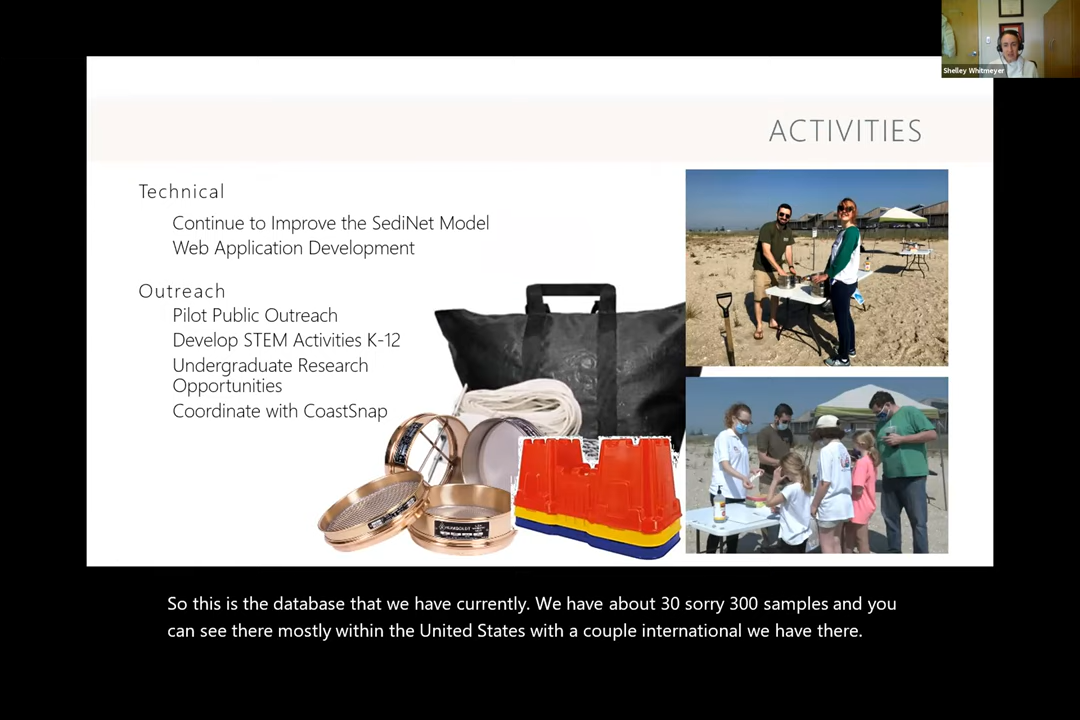 Shelley Whitmeyer
ACTIVITIES
Technical
Continue to Improve the SediNet Model
Web Application Development
Outreach
Pilot Public Outreach
Develop STEM Activities K-12
Undergraduate Research
Opportunities
Coordinate with CoastSnap
HUMBOLDT
So this is the database that we have currently. We have about 30 sorry 300 samples and you
can see there mostly within the United States with a couple international we have there.